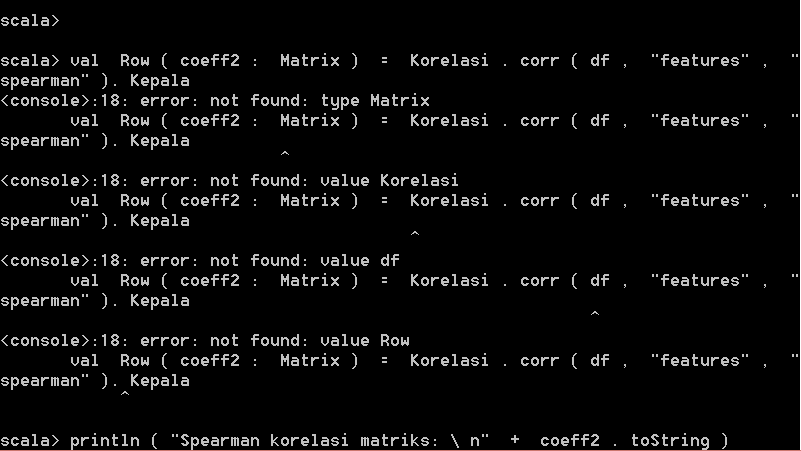 scala>
scala> val  Row ( coeff2 :  Matrix )  =  Korelasi . corr ( df ,  "features" ,  "
spearman" ). Kepala
<console>:18: error: not found: type Matrix
       val  Row ( coeff2 :  Matrix )  =  Korelasi . corr ( df ,  "features" ,  "
spearman" ). Kepala
                            ^
<console>:18: error: not found: value Korelasi
       val  Row ( coeff2 :  Matrix )  =  Korelasi . corr ( df ,  "features" ,  "
spearman" ). Kepala
                                         ^
<console>:18: error: not found: value df
       val  Row ( coeff2 :  Matrix )  =  Korelasi . corr ( df ,  "features" ,  "
spearman" ). Kepala
                                                           ^
<console>:18: error: not found: value Row
       val  Row ( coeff2 :  Matrix )  =  Korelasi . corr ( df ,  "features" ,  "
spearman" ). Kepala
            ^
scala> println ( "Spearman korelasi matriks: \ n"  +  coeff2 . toString )